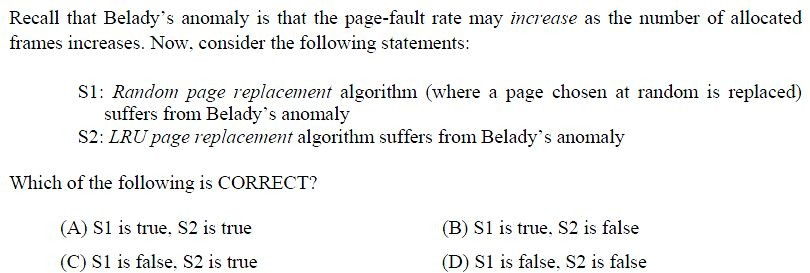 Recall that Belady’s anomaly is that the page-fault rate may increase as the number of allocated
frames increases. Now, consider the following statements:
S1: Random page replacement algorithm (where a page chosen at random is replaced)
suffers from Belady’s anomaly
S2: LRU page replacement algorithm suffers from Belady’s anomaly
Which of the following is CORRECT?
(A) S1 is true, S2 is true
(B) S1 is true, S2 is false
(C) S1 is false, S2 is true
(D) S1 is false, S2 is false